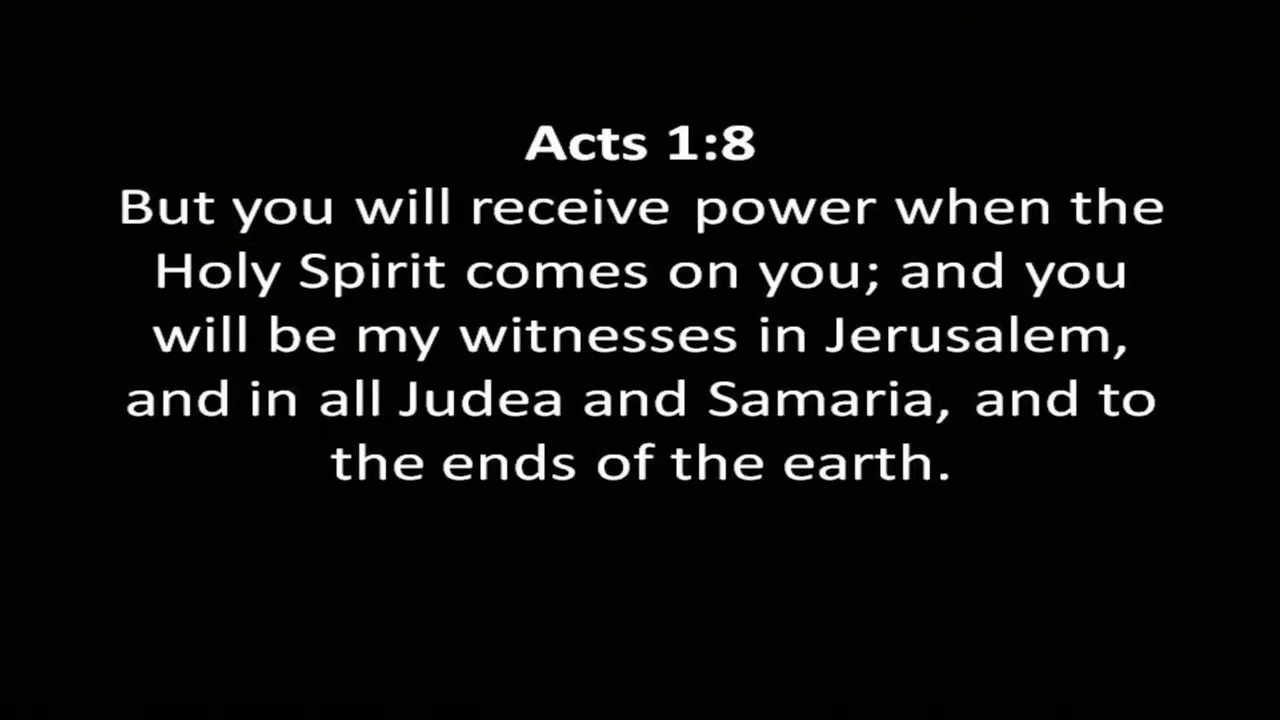 Acts 1:8
But you will receive power when the
Holy Spirit comes on you; and you
will be my witnesses in Jerusalem,
and in all Judea and Samaria, and to
the ends of the earth.